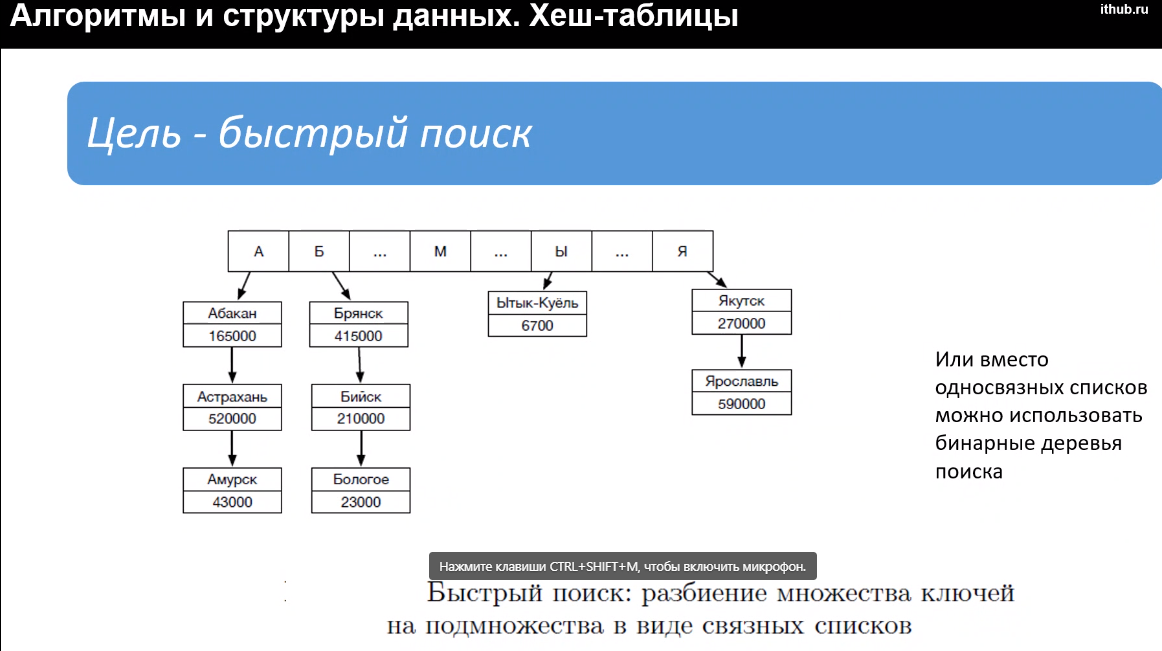 Алгоритмы и структуры данных. Хеш-таблицы
ithub.ru
Цель - быстрый поиск
А Б ... М ... Ы ... Я
Абакан
165000
Астрахань
520000
Амурск
43000
Брянск
415000
Бийск
210000
Бологое
23000
Ытык-Куёль
6700
Якутск
270000
Ярославль
590000
Или вместо
односвязных списков
можно использовать
бинарные деревья
поиска
Нажмите клавиши CTRL+SHIFT+M, чтобы включить микрофон.
Быстрый поиск: разбиение множества ключей
на подмножества в виде связных списков